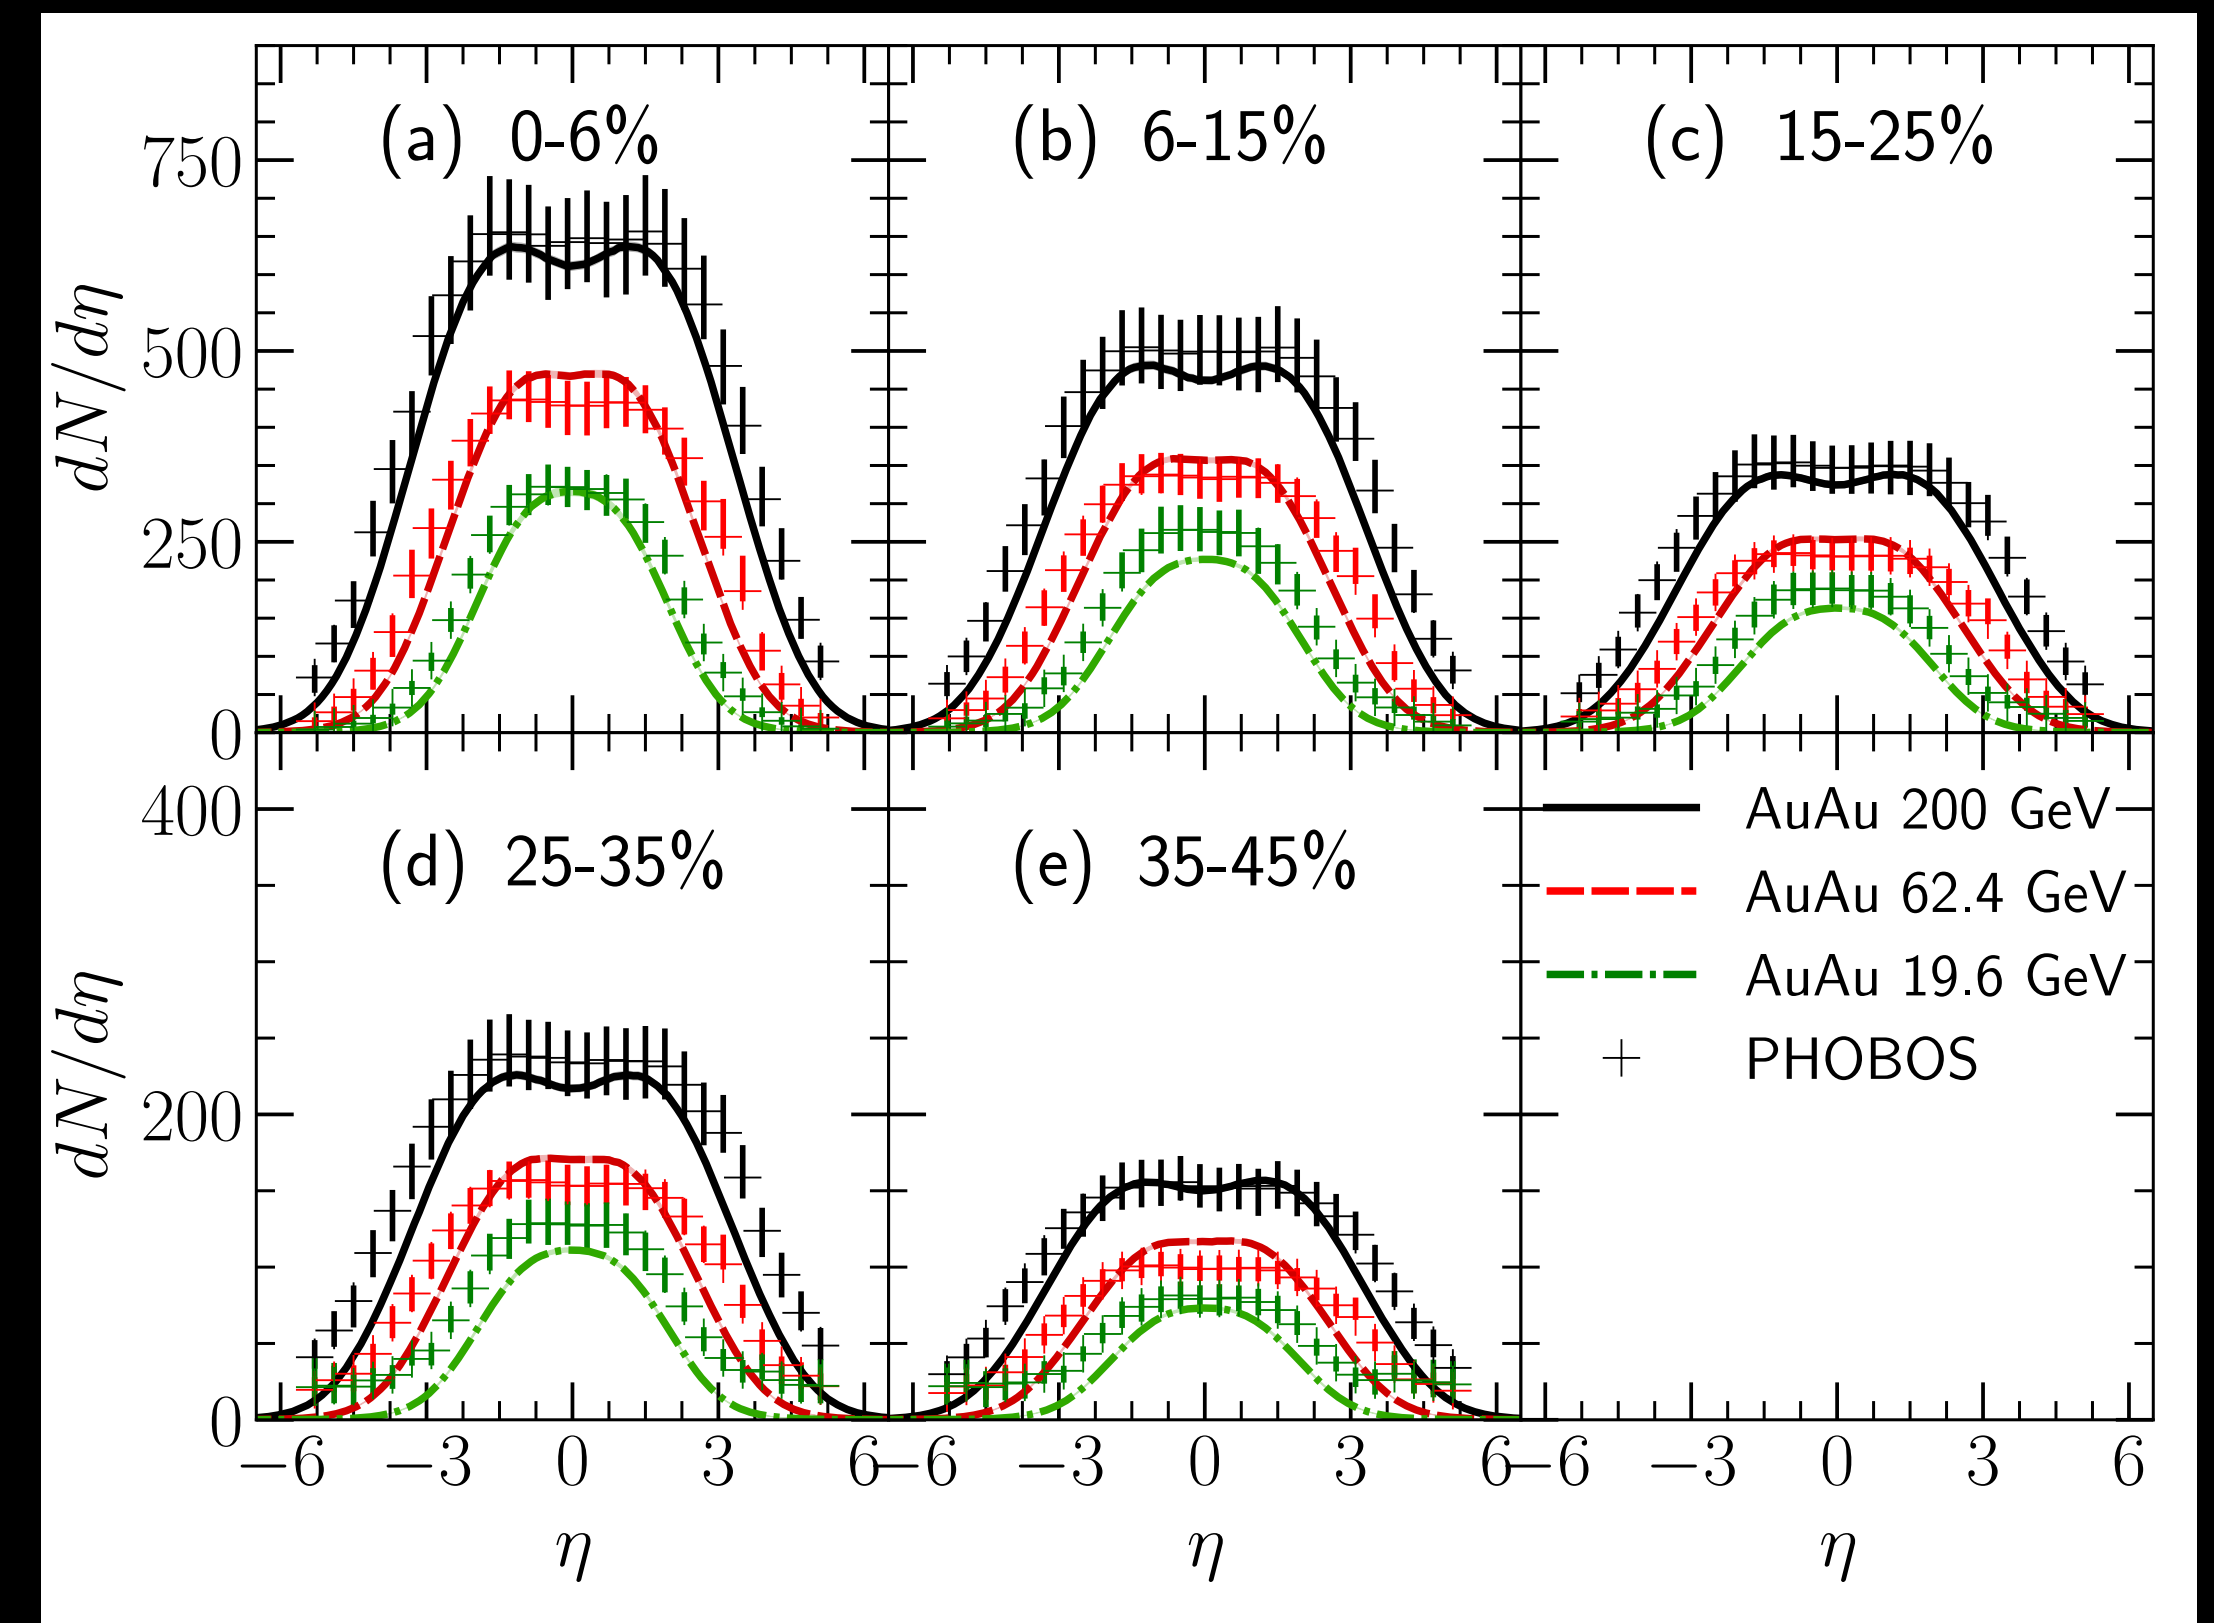 (a) 0-6%
(b) 6-15%
(c) 15-25%
dN/dη
750
500
250
0
(d) 25-35%
(e) 35-45%
dN/dη
400
200
0
AuAu 200 GeV
AuAu 62.4 GeV
AuAu 19.6 GeV
PHOBOS
−6 −3 0 3 6
−6 −3 0 3 6
−6 −3 0 3 6
η
η
η